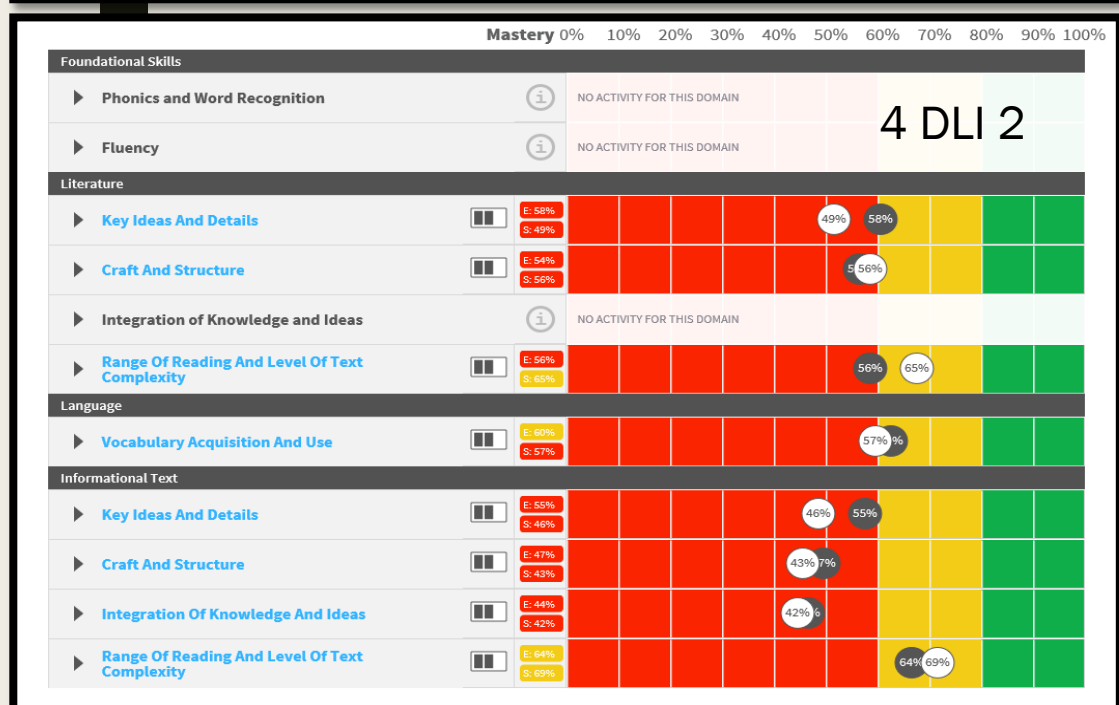 Mastery 0% 10% 20% 30% 40% 50% 60% 70% 80% 90% 100%
Foundational Skills
Phonics and Word Recognition i NO ACTIVITY FOR THIS DOMAIN
4 DLI 2
Fluency i NO ACTIVITY FOR THIS DOMAIN
Literature
Key Ideas And Details E: 58% S: 49% 49% 58%
Craft And Structure E: 54% S: 56% 5 56%
Integration of Knowledge and Ideas i NO ACTIVITY FOR THIS DOMAIN
Range Of Reading And Level Of Text
Complexity E: 56% S: 65% 56% 65%
Language
Vocabulary Acquisition And Use E: 60% S: 57% 57% %
Informational Text
Key Ideas And Details E: 55% S: 46% 46% 55%
Craft And Structure E: 47% S: 43% 43% 7%
Integration Of Knowledge And Ideas E: 44% S: 42% 42% %
Range Of Reading And Level Of Text
Complexity E: 64% S: 69% 64% 69%